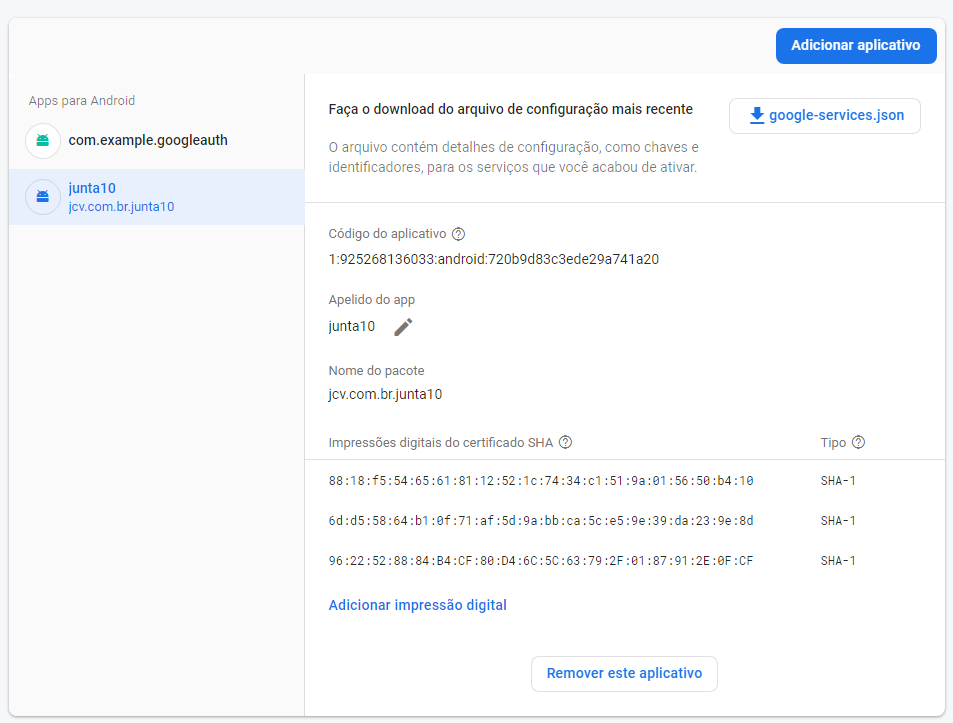 Adicionar aplicativo
Apps para Android
com.example.googleauth
junta10
jcv.com.br.junta10
Faça o download do arquivo de configuração mais recente
google-services.json
O arquivo contém detalhes de configuração, como chaves e
identificadores, para os serviços que você acabou de ativar.
Código do aplicativo
1:925268136033:android:720b9d83c3ede29a741a20
Apelido do app
junta10
Nome do pacote
jcv.com.br.junta10
Impressões digitais do certificado SHA Tipo
88:18:f5:54:65:61:81:12:52:1c:74:34:c1:51:9a:01:56:50:b4:10 SHA-1
6d:d5:58:64:b1:0f:71:af:5d:9a:bb:ca:5c:e5:9e:39:da:23:9e:8d SHA-1
96:22:52:88:84:B4:CF:80:D4:6C:5C:63:79:2F:01:87:91:2E:0F:CF SHA-1
Adicionar impressão digital
Remover este aplicativo